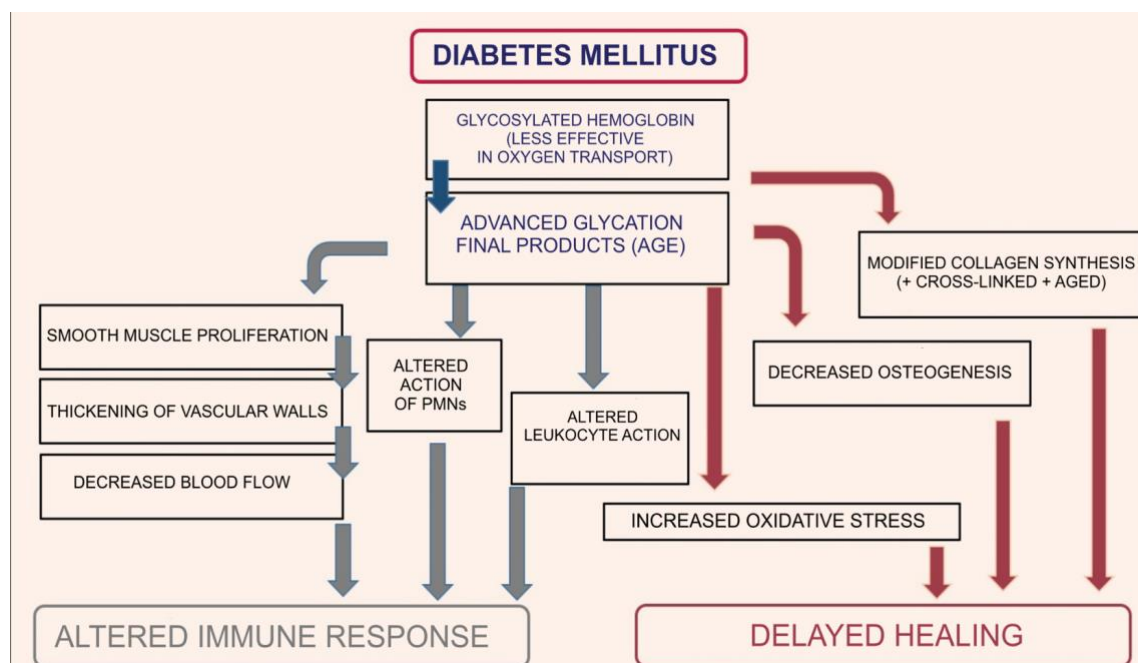 DIABETES MELLITUS
GLYCOSYLATED HEMOGLOBIN
(LESS EFFECTIVE
IN OXYGEN TRANSPORT)
ADVANCED GLYCATION
FINAL PRODUCTS (AGE)
SMOOTH MUSCLE PROLIFERATION
THICKENING OF VASCULAR WALLS
DECREASED BLOOD FLOW
ALTERED
ACTION
OF PMNs
ALTERED
LEUKOCYTE ACTION
INCREASED OXIDATIVE STRESS
DECREASED OSTEOGENESIS
MODIFIED COLLAGEN SYNTHESIS
(+ CROSS-LINKED + AGED)
ALTERED IMMUNE RESPONSE
DELAYED HEALING